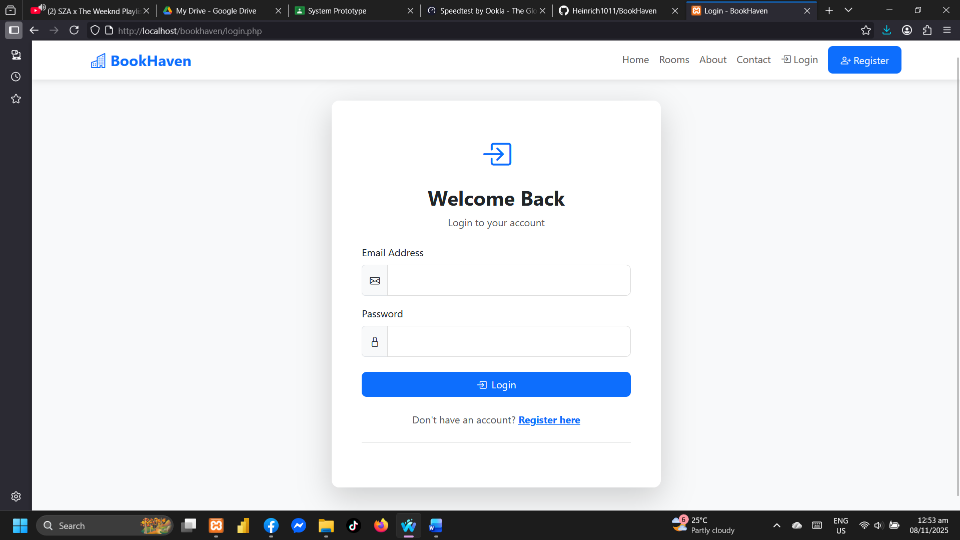 (2) SZA x The Weeknd Playli
My Drive - Google Drive
System Prototype
Speedtest by Ookla - The Glo
Heinrich1011/BookHaven
Login - BookHaven
http://localhost/bookhaven/login.php
BookHaven
Home Rooms About Contact Login Register
Welcome Back
Login to your account
Email Address
Password
Login
Don't have an account? Register here
Search
6
25°C
Partly cloudy
ENG
US
12:53 am
08/11/2025